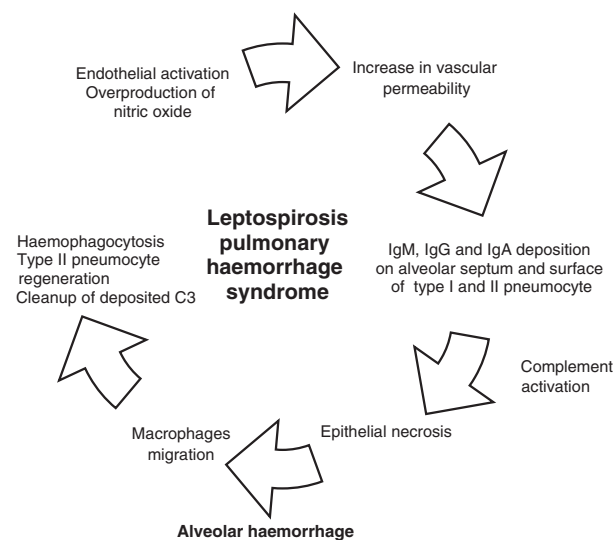 Endothelial activation
Overproduction of
nitric oxide
Increase in vascular
permeability
Leptospirosis
pulmonary
haemorrhage
syndrome
IgM, IgG and IgA deposition
on alveolar septum and surface
of type I and II pneumocyte
Complement
activation
Epithelial necrosis
Alveolar haemorrhage
Macrophages
migration
Haemophagocytosis
Type II pneumocyte
regeneration
Cleanup of deposited C3